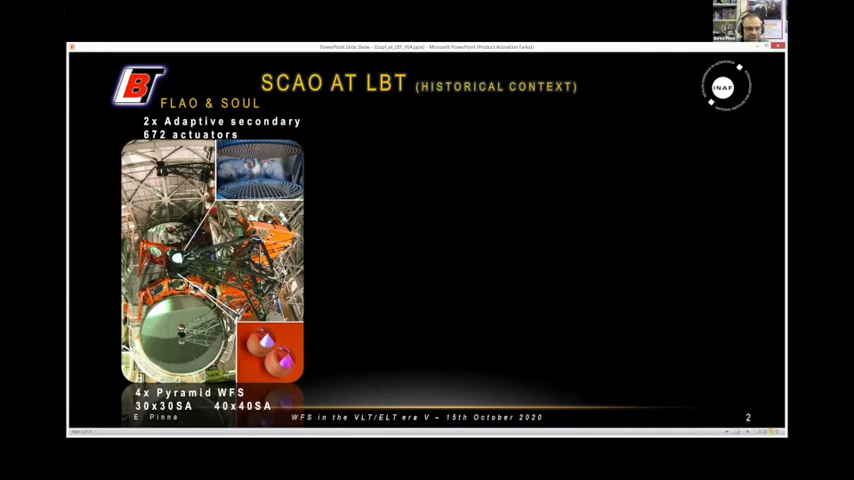 PowerPoint Slide Show - [Gopt_at_LBT_V04.pptx] - Microsoft PowerPoint (Product Activation Failed)
LBT
SCAO AT LBT (HISTORICAL CONTEXT)
INAF
FLAO & SOUL
2x Adaptive secondary
672 actuators
4x Pyramid WFS
30x30SA 40x40SA
E. Pinna
WFS in the VLT/ELT era V – 15th October 2020
2